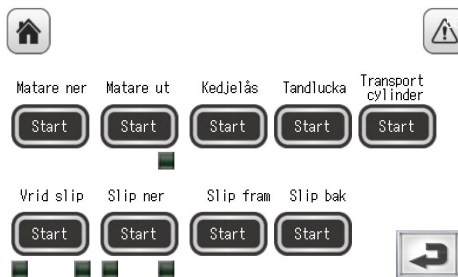 Matare ner Matare ut Kedjelås Tandlucka Transport
cylinder
Start Start Start Start Start
Vrid slip Slip ner Slip fram Slip bak
Start Start Start Start